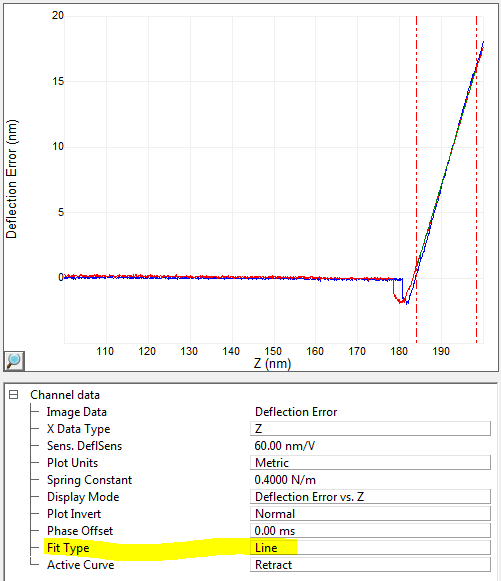 20
15
10
5
0
Deflection Error (nm)
110 120 130 140 150 160 170 180 190
Z (nm)
Channel data
Image Data Deflection Error
X Data Type Z
Sens. DeflSens 60.00 nm/V
Plot Units Metric
Spring Constant 0.4000 N/m
Display Mode Deflection Error vs. Z
Plot Invert Normal
Phase Offset 0.00 ms
Fit Type Line
Active Curve Retract